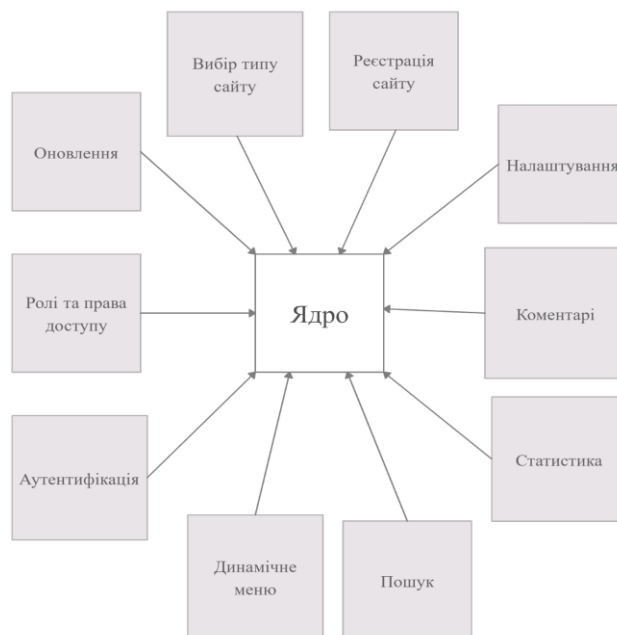 Вибір типу
сайту
Реєстрація
сайту
Оновлення
Налаштування
Ролі та права
доступу
Ядро
Коментарі
Аутентифікація
Статистика
Динамічне
меню
Пошук